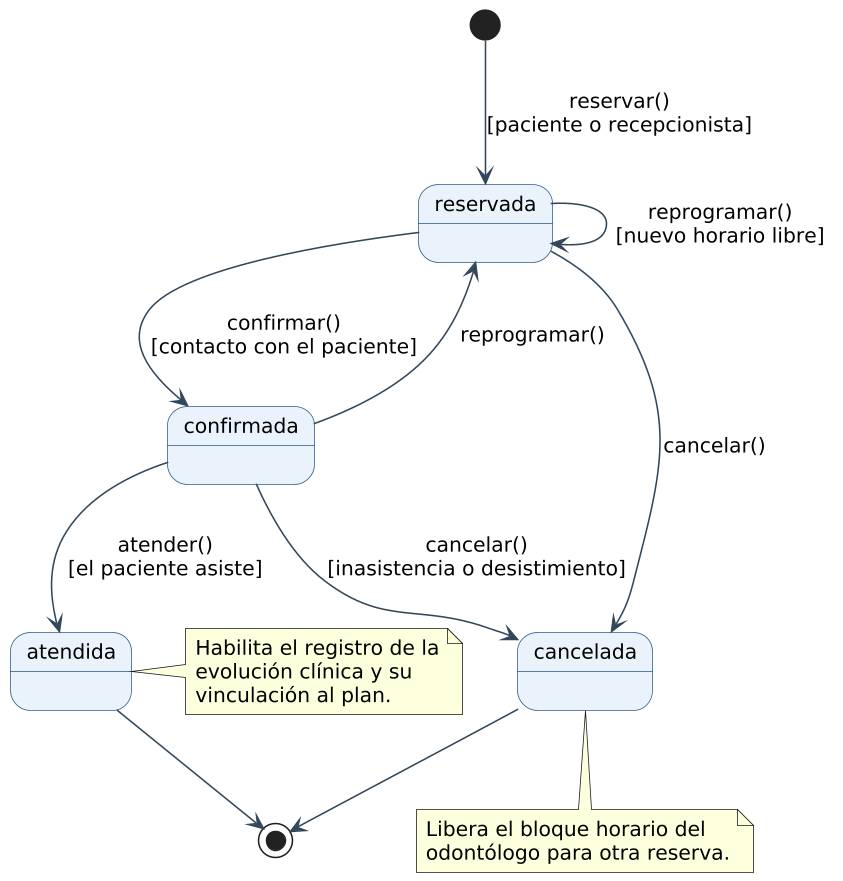 reservar()
[paciente o recepcionista]
reservada
reprogramar()
[nuevo horario libre]
confirmar()
[contacto con el paciente]
reprogramar()
confirmada
cancelar()
atender()
[el paciente asiste]
cancelar()
[inasistencia o desistimiento]
atendida
Habilita el registro de la
evolución clínica y su
vinculación al plan.
cancelada
Libera el bloque horario del
odontólogo para otra reserva.